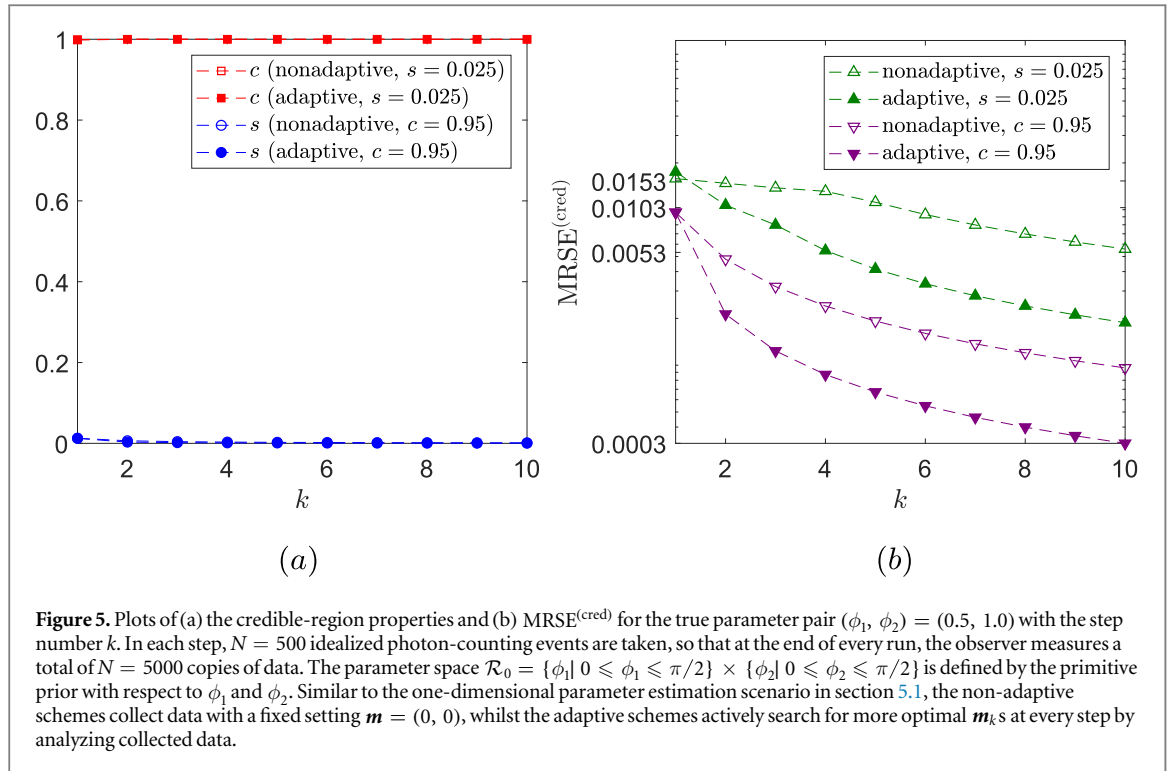 1
0.8
0.6
0.4
0.2
0
2 4 6 8 10
k
c (nonadaptive, s = 0.025)
c (adaptive, s = 0.025)
s (nonadaptive, c = 0.95)
s (adaptive, c = 0.95)
(a)
MRSE^(cred)
0.0153
0.0103
0.0053
0.0003
2 4 6 8 10
k
nonadaptive, s = 0.025
adaptive, s = 0.025
nonadaptive, c = 0.95
adaptive, c = 0.95
(b)
Figure 5. Plots of (a) the credible-region properties and (b) MRSE^(cred) for the true parameter pair (ϕ₁, ϕ₂) = (0.5, 1.0) with the step
number k. In each step, N = 500 idealized photon-counting events are taken, so that at the end of every run, the observer measures a
total of N = 5000 copies of data. The parameter space ℛ₀ = {ϕ₁| 0 ⩽ ϕ₁ ⩽ π/2} × {ϕ₂| 0 ⩽ ϕ₂ ⩽ π/2} is defined by the primitive
prior with respect to ϕ₁ and ϕ₂. Similar to the one-dimensional parameter estimation scenario in section 5.1, the non-adaptive
schemes collect data with a fixed setting m = (0, 0), whilst the adaptive schemes actively search for more optimal mₖs at every step by
analyzing collected data.